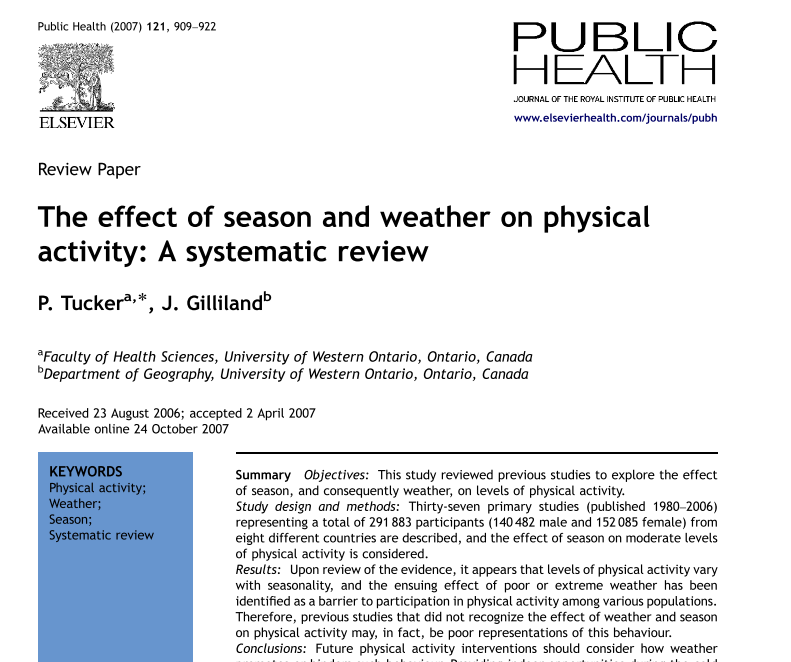 Public Health (2007) 121, 909–922
PUBLIC
HEALTH
JOURNAL OF THE ROYAL INSTITUTE OF PUBLIC HEALTH
ELSEVIER
www.elsevierhealth.com/journals/pubh
Review Paper
The effect of season and weather on physical
activity: A systematic review
P. Tuckera,*, J. Gillilandb
aFaculty of Health Sciences, University of Western Ontario, Ontario, Canada
bDepartment of Geography, University of Western Ontario, Ontario, Canada
Received 23 August 2006; accepted 2 April 2007
Available online 24 October 2007
KEYWORDS
Physical activity;
Weather;
Season;
Systematic review
Summary Objectives: This study reviewed previous studies to explore the effect
of season, and consequently weather, on levels of physical activity.
Study design and methods: Thirty-seven primary studies (published 1980–2006)
representing a total of 291 883 participants (140 482 male and 152 085 female) from
eight different countries are described, and the effect of season on moderate levels
of physical activity is considered.
Results: Upon review of the evidence, it appears that levels of physical activity vary
with seasonality, and the ensuing effect of poor or extreme weather has been
identified as a barrier to participation in physical activity among various populations.
Therefore, previous studies that did not recognize the effect of weather and season
on physical activity may, in fact, be poor representations of this behaviour.
Conclusions: Future physical activity interventions should consider how weather